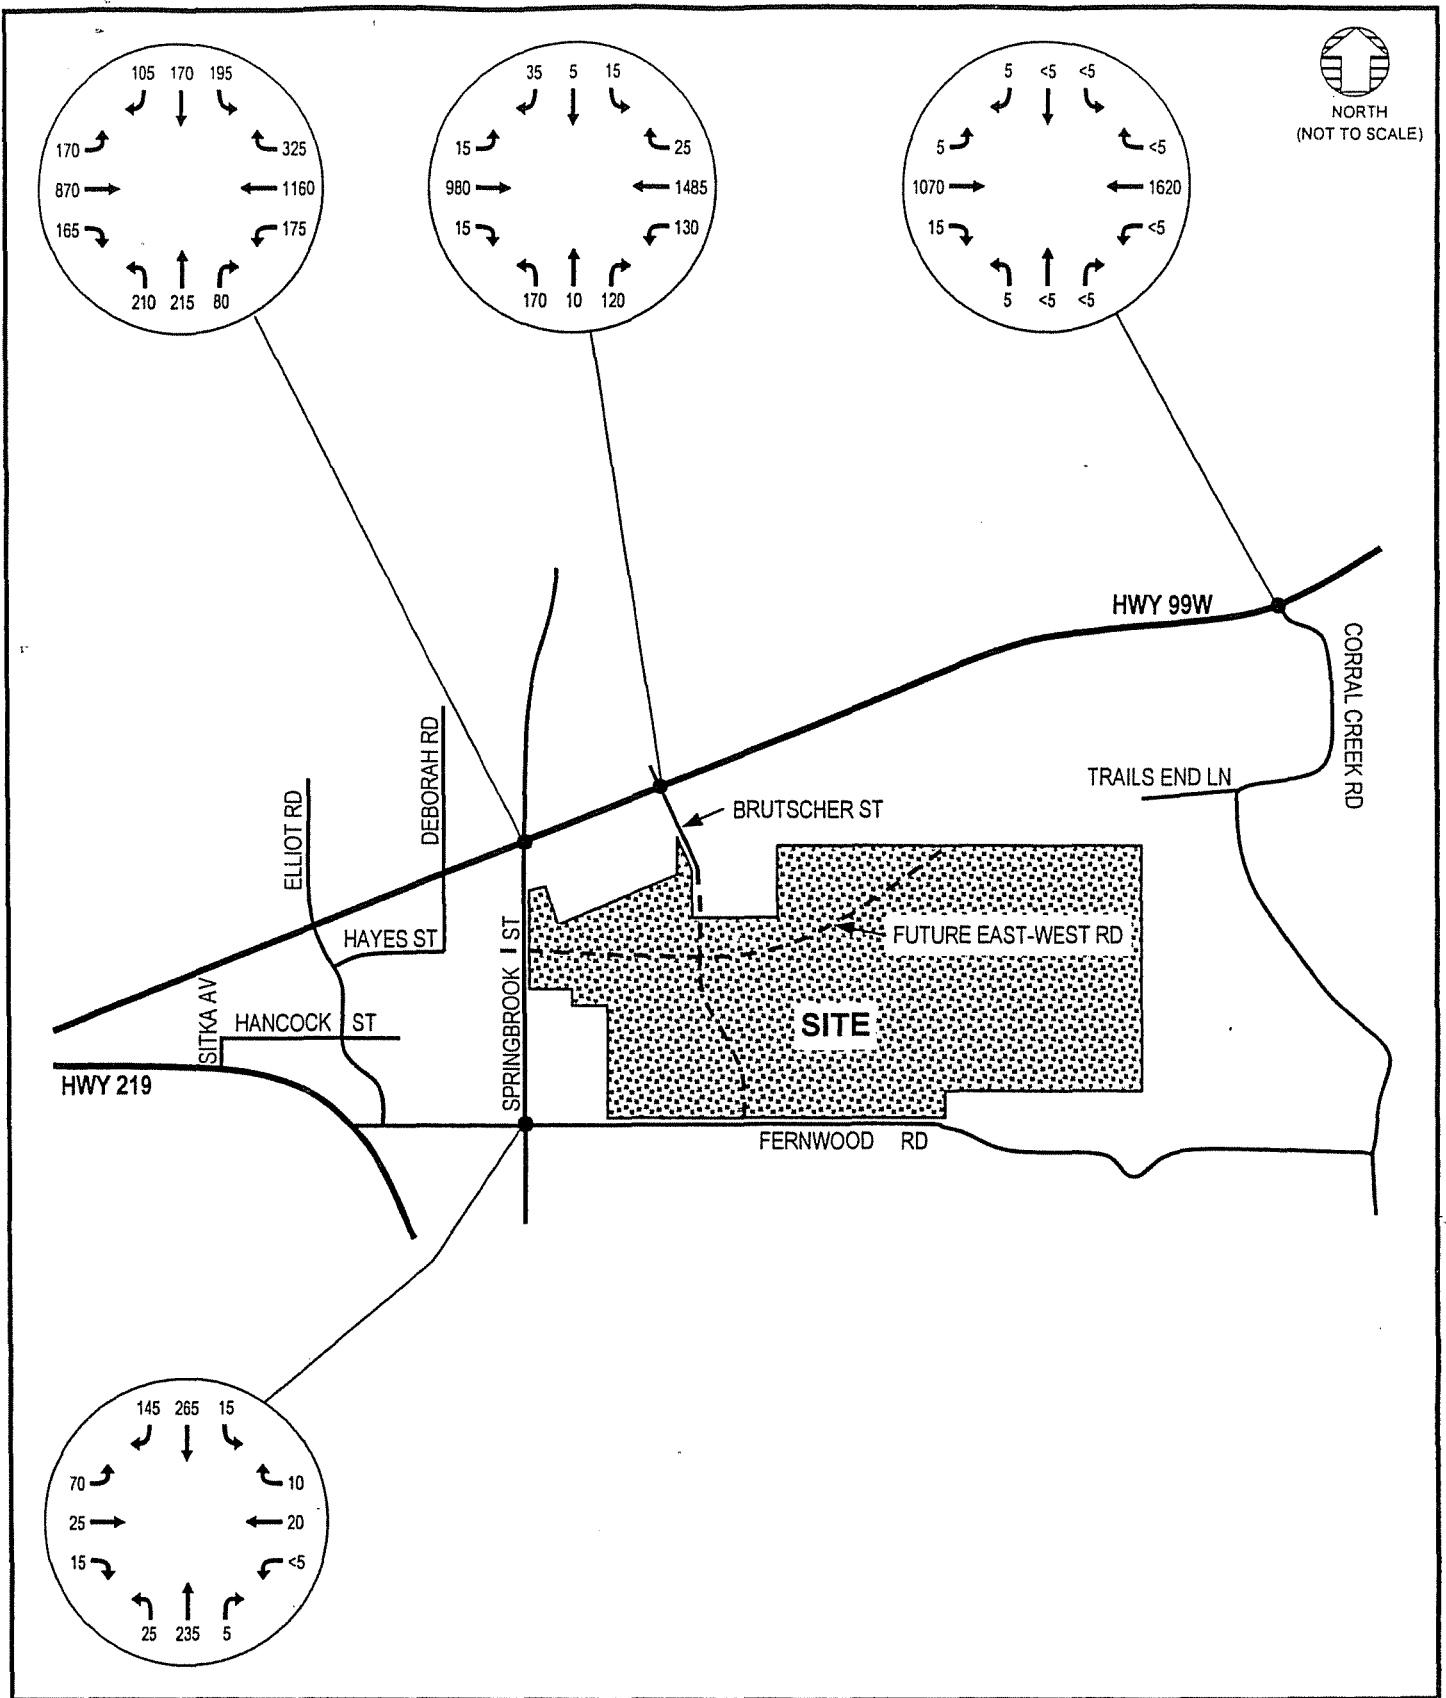 105 170 195
170 325
870 1160
165 175
210 215 80
35 5 15
15 25
980 1485
15 130
170 10 120
5 <5 <5
5 <5
1070 1620
15 <5
5 <5 <5
NORTH
(NOT TO SCALE)
HWY 99W
CORRAL CREEK RD
TRAILS END LN
DEBORAH RD
ELLIOT RD
BRUTSCHER ST
HAYES ST
SPRINGBROOK ST
FUTURE EAST-WEST RD
SITKA AV
HANCOCK ST
SITE
HWY 219
FERNWOOD RD
145 265 15
70 10
25 20
15 <5
25 235 5